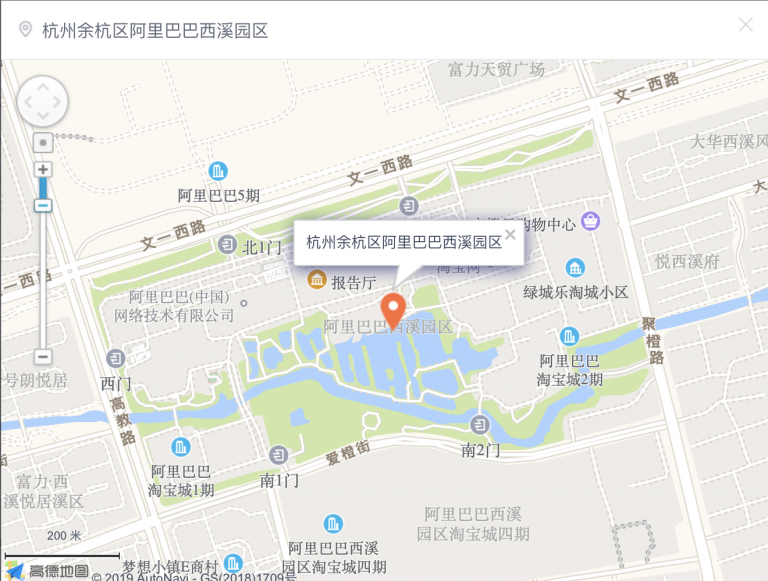 杭州余杭区阿里巴巴西溪园区
富力天贸广场
文一西路
大华西溪风
阿里巴巴5期
文一西路
购物中心
文一西路
北1门
杭州余杭区阿里巴巴西溪园区
淘宝网
悦西溪府
文一西路
报告厅
绿城乐淘城小区
阿里巴巴(中国)
网络技术有限公司
阿里巴巴西溪园区
聚橙路
西门
阿里巴巴
淘宝城2期
号朗悦居
高教路
爱橙街
南2门
阿里巴巴
淘宝城1期
南1门
富力·西
溪悦居溪区
阿里巴巴西溪
园区淘宝城四期
200 米
阿里巴巴西溪
园区淘宝城四期
梦想小镇E商村
高德地图
© 2019 AutoNavi - GS(2018)1709号